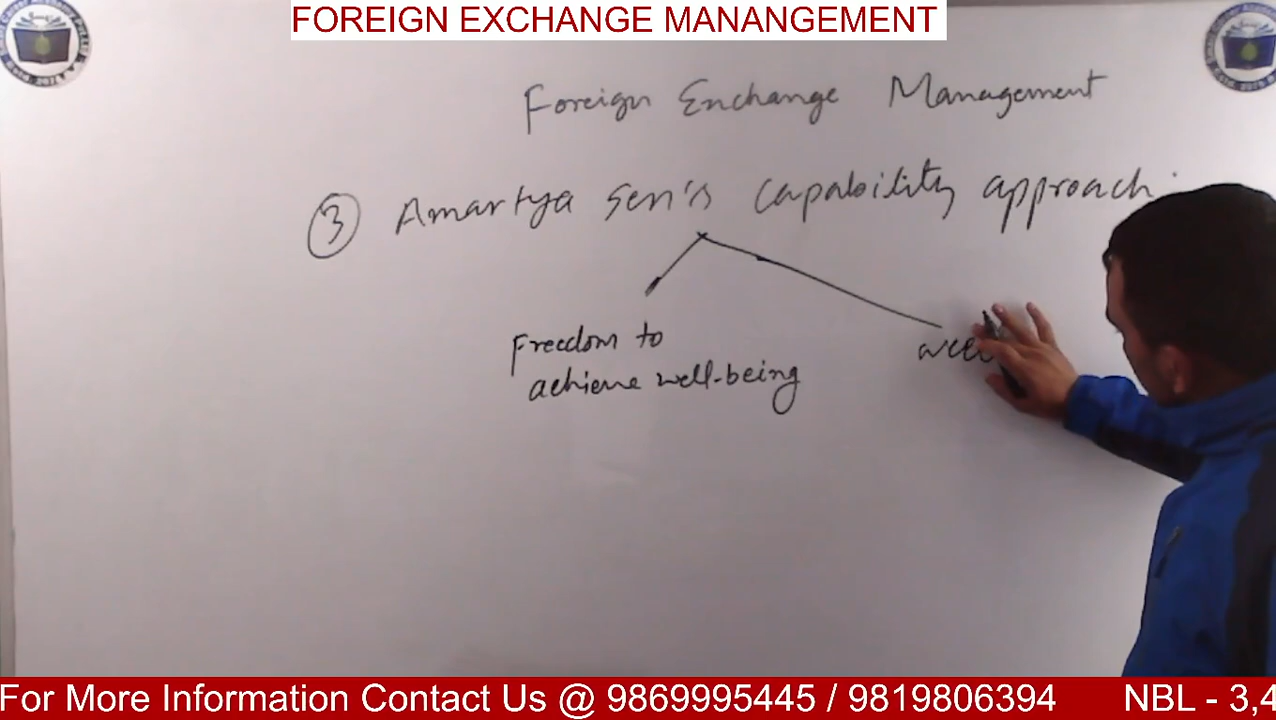 FOREIGN EXCHANGE MANANGEMENT
Foreign Exchange Management
③ Amartya Sen's capability approach
Freedom to
achieve well-being
For More Information Contact Us @ 9869995445 / 9819806394 NBL - 3,4